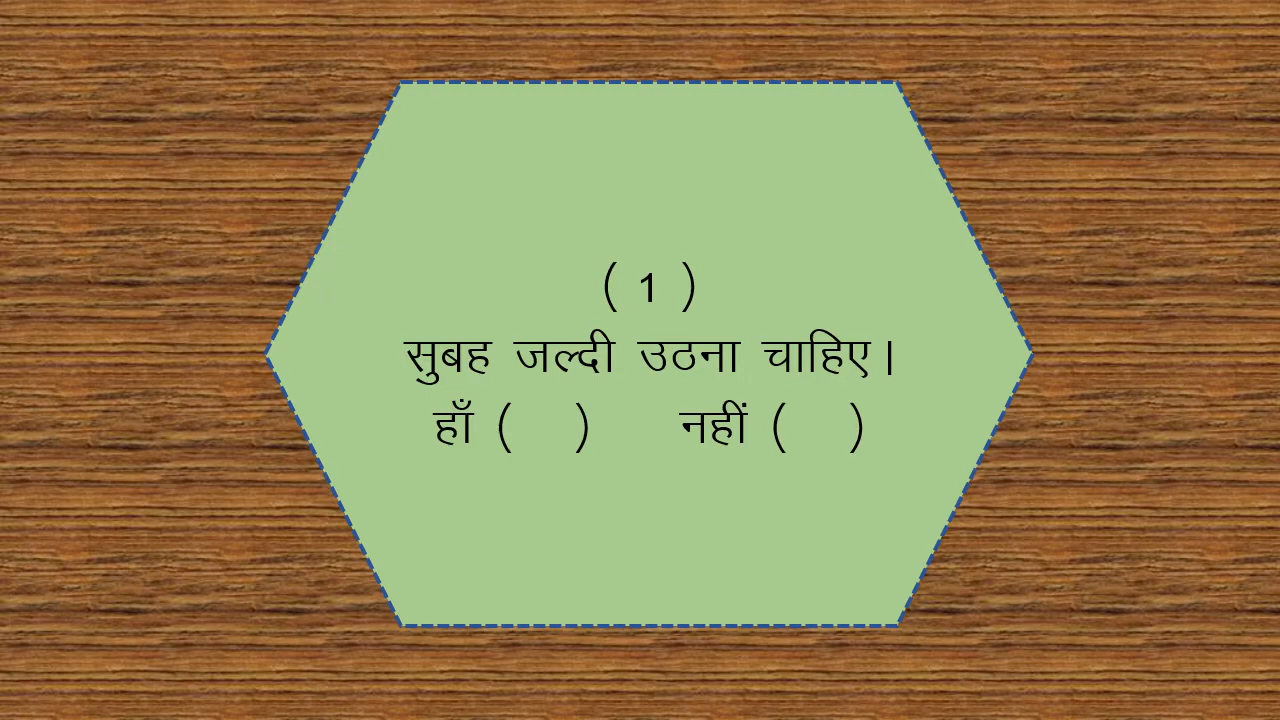 ( 1 )
सुबह जल्दी उठना चाहिए।
हाँ ( ) नहीं ( )